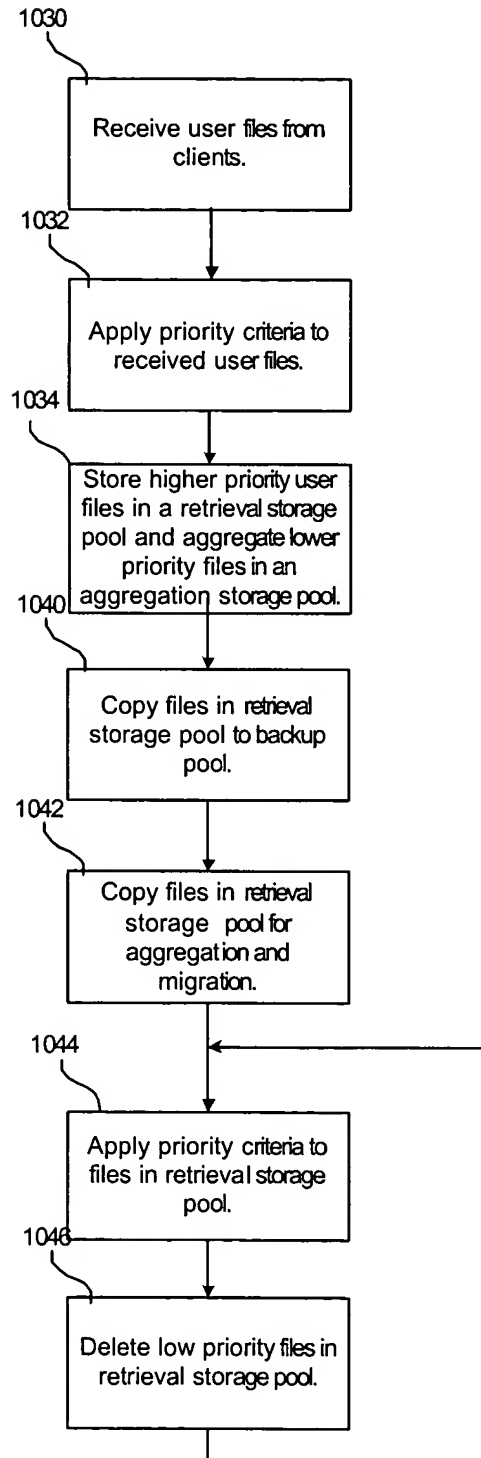 1030
Receive user files from
clients.
1032
Apply priority criteria to
received user files.
1034
Store higher priority user
files in a retrieval storage
pool and aggregate lower
priority files in an
aggregation storage pool.
1040
Copy files in retrieval
storage pool to backup
pool.
1042
Copy files in retrieval
storage pool for
aggregation and
migration.
1044
Apply priority criteria to
files in retrieval storage
pool.
1046
Delete low priority files in
retrieval storage pool.